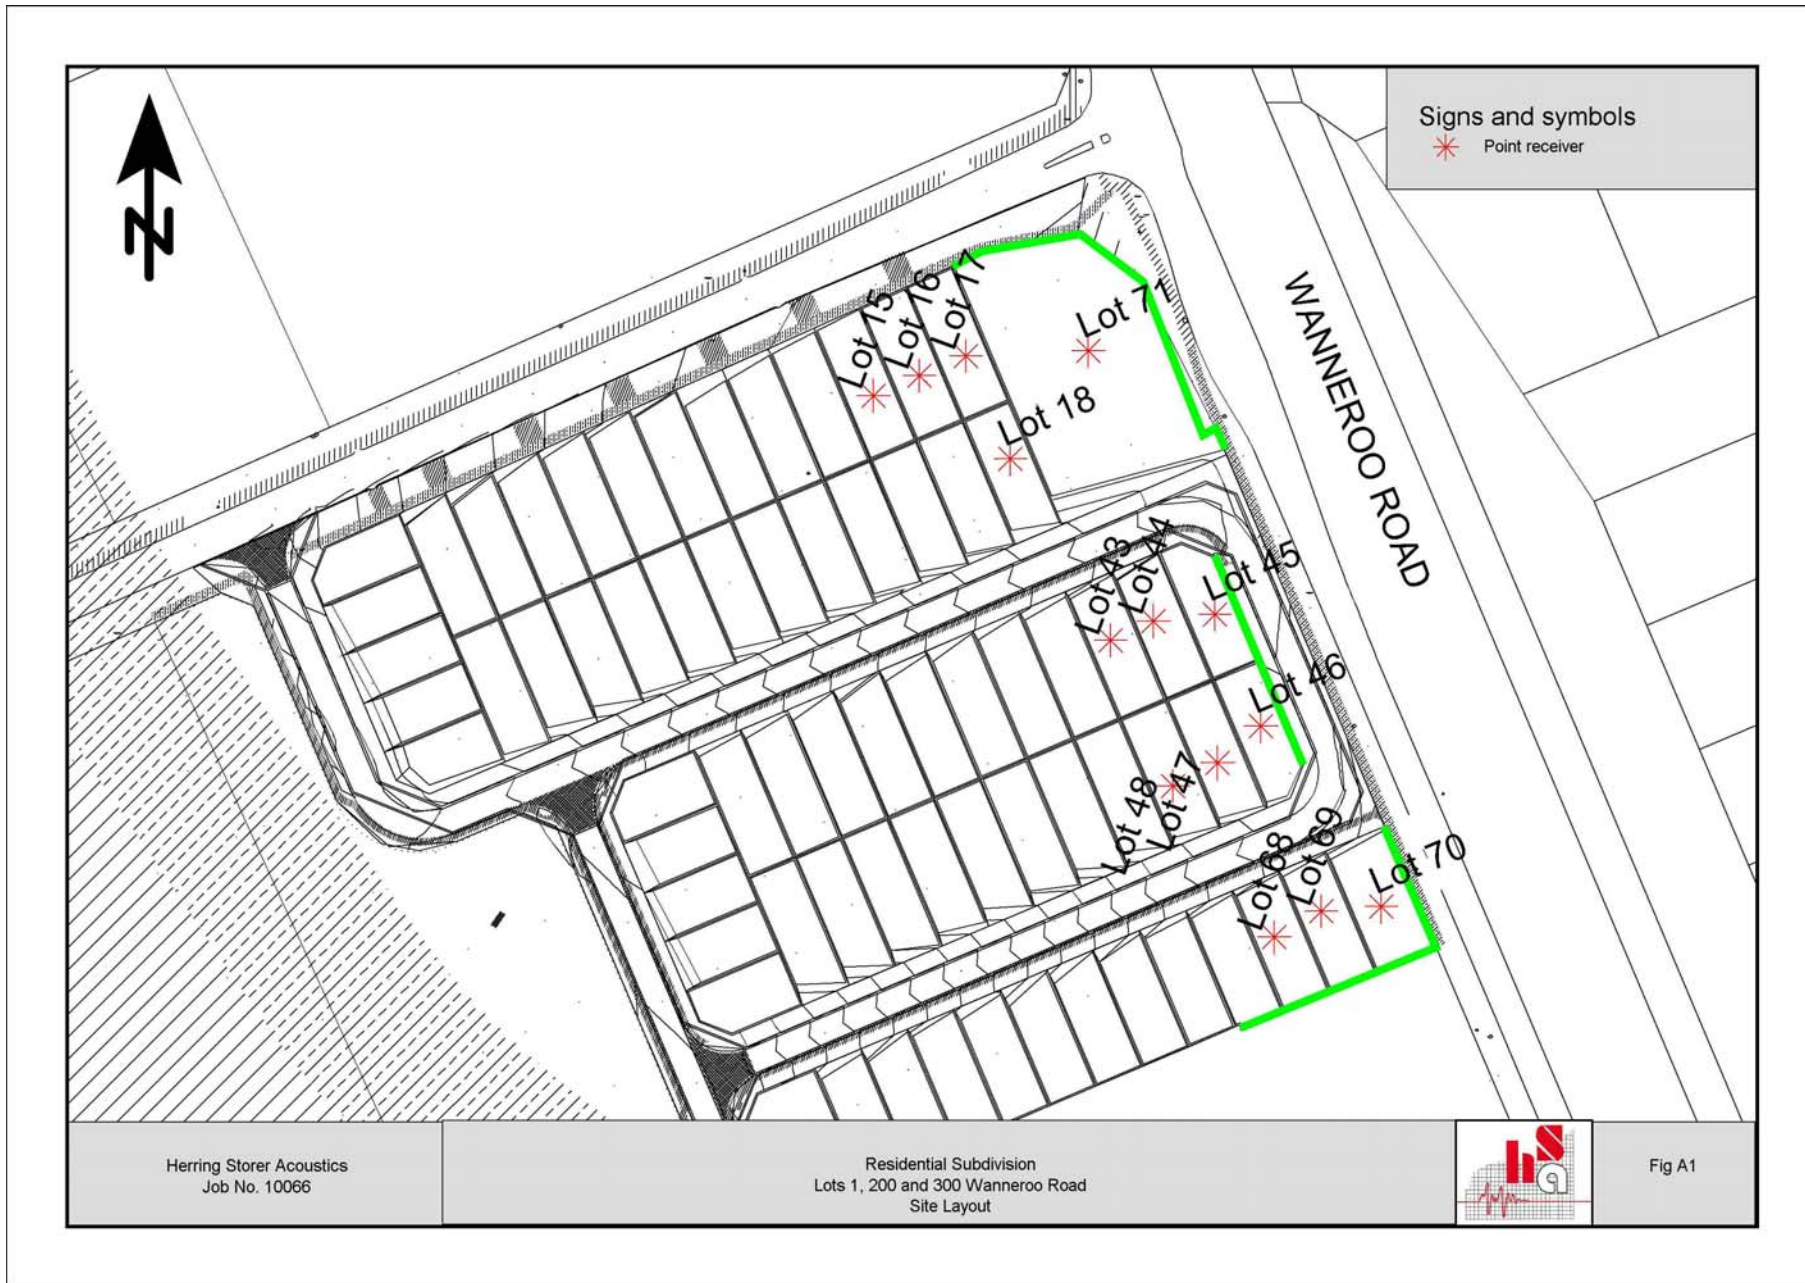 N
Signs and symbols
Point receiver
Lot 15
Lot 16
Lot 17
Lot 71
Lot 18
WANNEROO ROAD
Lot 43
Lot 44
Lot 45
Lot 46
Lot 48
Lot 47
Lot 68
Lot 69
Lot 70
Herring Storer Acoustics
Job No. 10066
Residential Subdivision
Lots 1, 200 and 300 Wanneroo Road
Site Layout
hsa
Fig A1